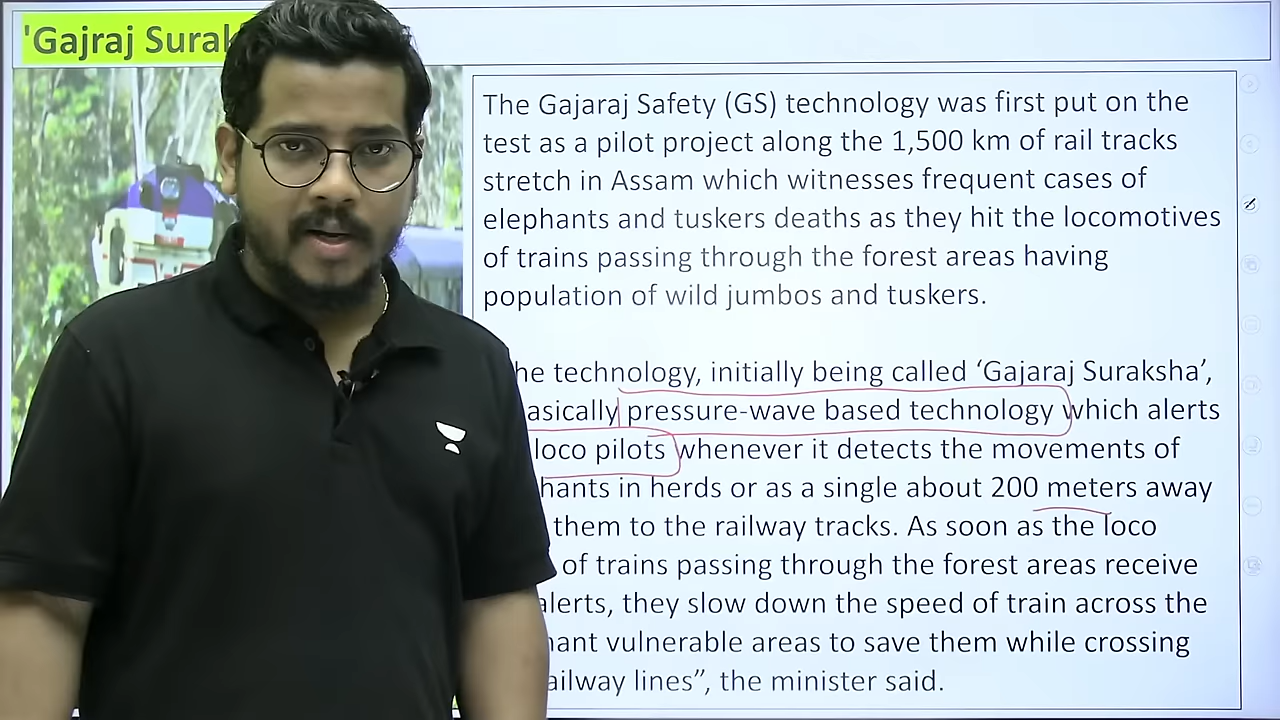 'Gajraj
The Gajaraj Safety (GS) technology was first put on the
test as a pilot project along the 1,500 km of rail tracks
stretch in Assam which witnesses frequent cases of
elephants and tuskers deaths as they hit the locomotives
of trains passing through the forest areas having
population of wild jumbos and tuskers.
technology, initially being called ‘Gajaraj Suraksha’,
pressure-wave based technology which alerts
loco pilots whenever it detects the movements of
in herds or as a single about 200 meters away
them to the railway tracks. As soon as the loco
of trains passing through the forest areas receive
alerts, they slow down the speed of train across the
vulnerable areas to save them while crossing
lines”, the minister said.